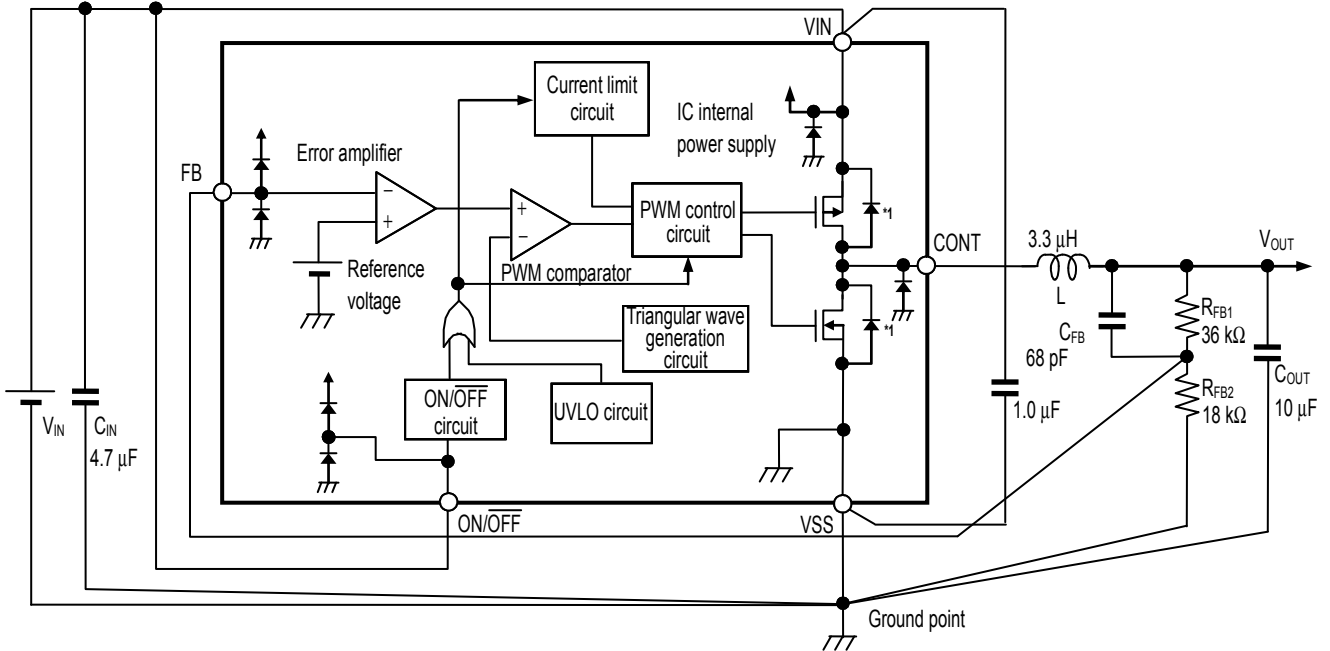 VIN
Current limit
circuit
IC internal
power supply
Error amplifier
FB
−
+
+
−
PWM control
circuit
*1
CONT
3.3 μH
L
VOUT
Reference
voltage
PWM comparator
Triangular wave
generation
circuit
*1
CFB
68 pF
RFB1
36 kΩ
RFB2
18 kΩ
COUT
10 μF
1.0 μF
ON/OFF
circuit
UVLO circuit
VIN
CIN
4.7 μF
ON/OFF
VSS
Ground point